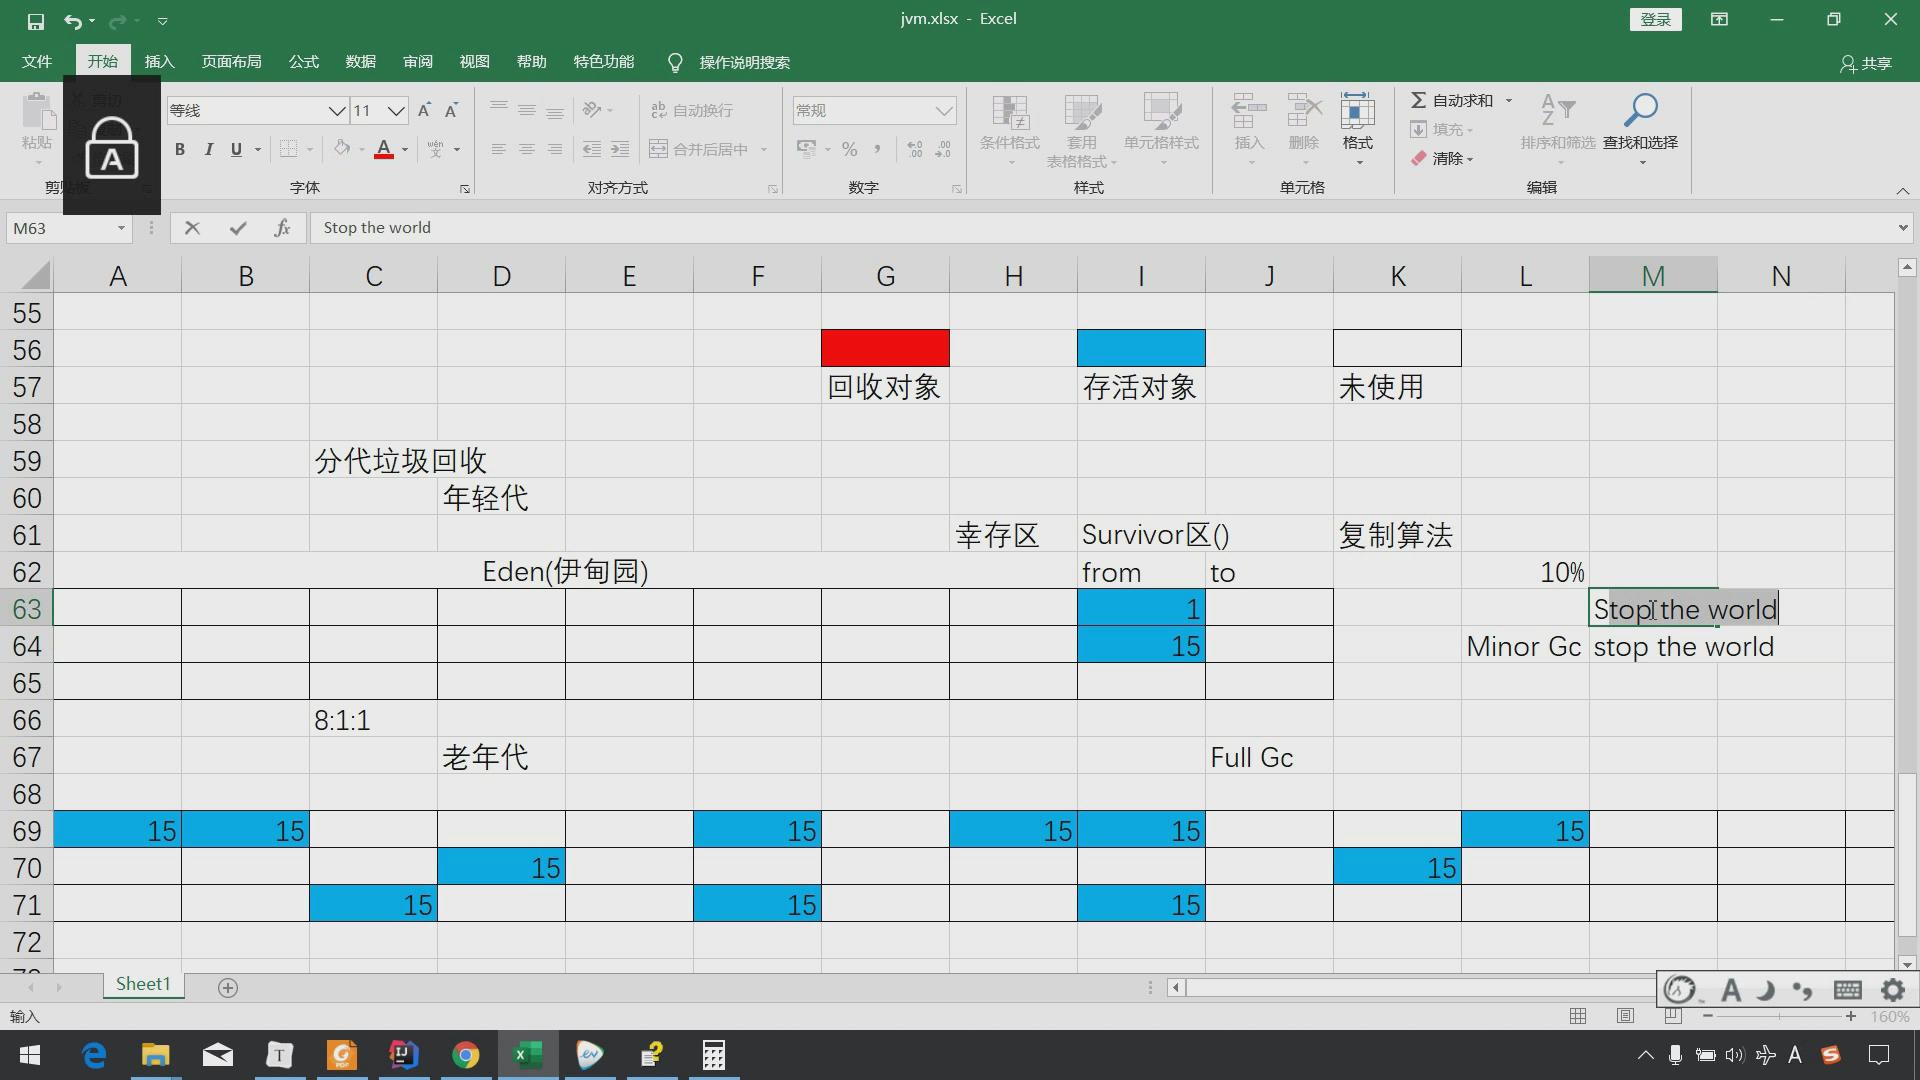 jvm.xlsx - Excel
登录
文件 开始 插入 页面布局 公式 数据 审阅 视图 帮助 特色功能 操作说明搜索 共享
A
粘贴
等线 11
自动换行
常规
合并后居中
条件格式
套用
表格格式
单元格样式
插入
删除
格式
自动求和
填充
清除
排序和筛选
查找和选择
字体 对齐方式 数字 样式 单元格 编辑
M63
Stop the world
A B C D E F G H I J K L M N
55
56
57 回收对象 存活对象 未使用
58
59 分代垃圾回收
60 年轻代
61 幸存区 Survivor区() 复制算法
62 Eden(伊甸园) from to 10%
63 1 Stop the world
64 15 Minor Gc stop the world
65
66 8:1:1
67 老年代 Full Gc
68
69 15 15 15 15 15 15
70 15 15
71 15 15 15
72
Sheet1
输入
160%